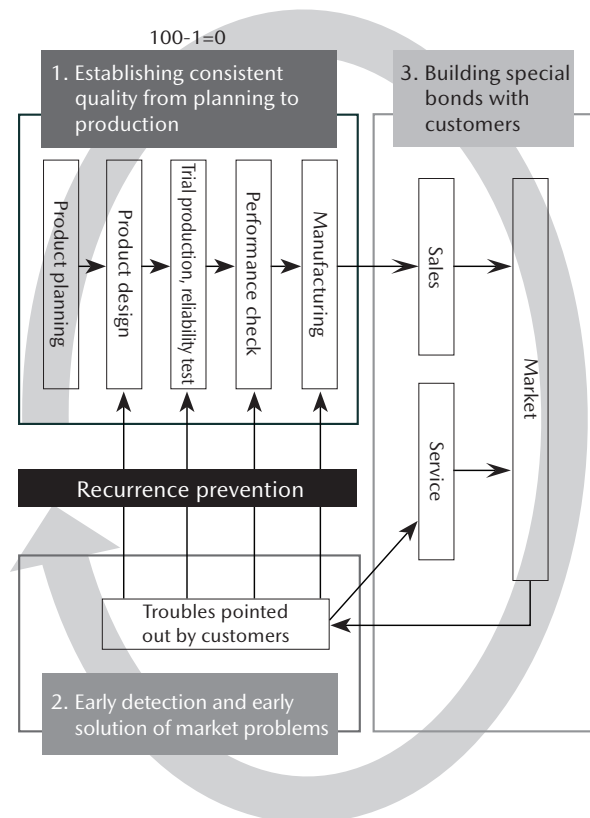 100-1=0
1. Establishing consistent
quality from planning to
production
3. Building special
bonds with
customers
Product planning
Product design
Trial production, reliability test
Performance check
Manufacturing
Sales
Service
Market
Recurrence prevention
Troubles pointed
out by customers
2. Early detection and early
solution of market problems